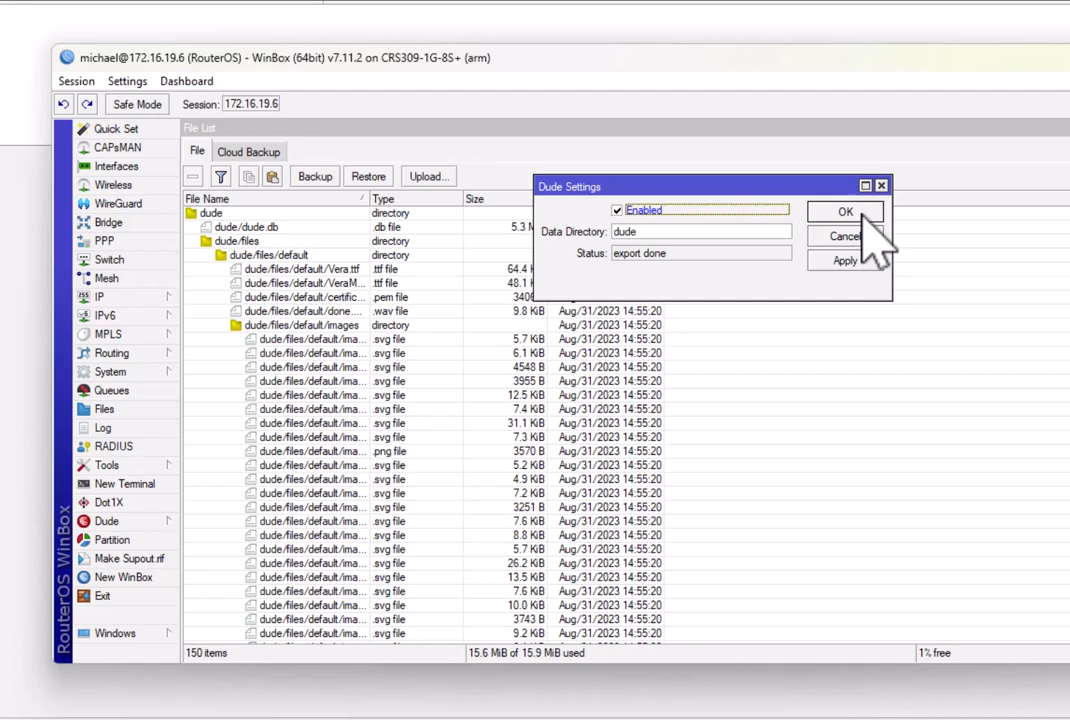 michael@172.16.19.6 (RouterOS) - WinBox (64bit) v7.11.2 on CRS309-1G-8S+ (arm)
Session Settings Dashboard
Safe Mode Session: 172.16.19.6
Quick Set
CAPsMAN
Interfaces
Wireless
WireGuard
Bridge
PPP
Switch
Mesh
IP
IPv6
MPLS
Routing
System
Queues
Files
Log
RADIUS
Tools
New Terminal
Dot1X
Dude
Partition
Make Supout.rif
New WinBox
Exit
Windows
RouterOS WinBox
File List
File Cloud Backup
Backup Restore Upload...
File Name Type Size
dude directory
dude/dude.db .db file 5.3
dude/files directory
dude/files/default directory
dude/files/default/Vera.ttf .ttf file 64.4
dude/files/default/VeraM... .ttf file 48.1
dude/files/default/certific... .pem file
dude/files/default/done.... .wav file 9.8 KiB Aug/31/2023 14:55:20
dude/files/default/images directory Aug/31/2023 14:55:20
dude/files/default/ima... .svg file 5.7 KiB Aug/31/2023 14:55:20
dude/files/default/ima... .svg file 6.1 KiB Aug/31/2023 14:55:20
dude/files/default/ima... .svg file 4548 B Aug/31/2023 14:55:20
dude/files/default/ima... .svg file 3955 B Aug/31/2023 14:55:20
dude/files/default/ima... .svg file 12.5 KiB Aug/31/2023 14:55:20
dude/files/default/ima... .svg file 7.4 KiB Aug/31/2023 14:55:20
dude/files/default/ima... .svg file 31.1 KiB Aug/31/2023 14:55:20
dude/files/default/ima... .svg file 7.3 KiB Aug/31/2023 14:55:20
dude/files/default/ima... .png file 3570 B Aug/31/2023 14:55:20
dude/files/default/ima... .svg file 5.2 KiB Aug/31/2023 14:55:20
dude/files/default/ima... .svg file 4.9 KiB Aug/31/2023 14:55:20
dude/files/default/ima... .svg file 7.2 KiB Aug/31/2023 14:55:20
dude/files/default/ima... .svg file 3251 B Aug/31/2023 14:55:20
dude/files/default/ima... .svg file 7.6 KiB Aug/31/2023 14:55:20
dude/files/default/ima... .svg file 8.8 KiB Aug/31/2023 14:55:20
dude/files/default/ima... .svg file 5.7 KiB Aug/31/2023 14:55:20
dude/files/default/ima... .svg file 26.2 KiB Aug/31/2023 14:55:20
dude/files/default/ima... .svg file 13.5 KiB Aug/31/2023 14:55:20
dude/files/default/ima... .svg file 7.6 KiB Aug/31/2023 14:55:20
dude/files/default/ima... .svg file 10.0 KiB Aug/31/2023 14:55:20
dude/files/default/ima... .svg file 3743 B Aug/31/2023 14:55:20
dude/files/default/ima... .svg file 9.2 KiB Aug/31/2023 14:55:20
150 items 15.6 MiB of 15.9 MiB used 1% free
Dude Settings
Enabled
Data Directory: dude
Status: export done
OK
Cancel
Apply